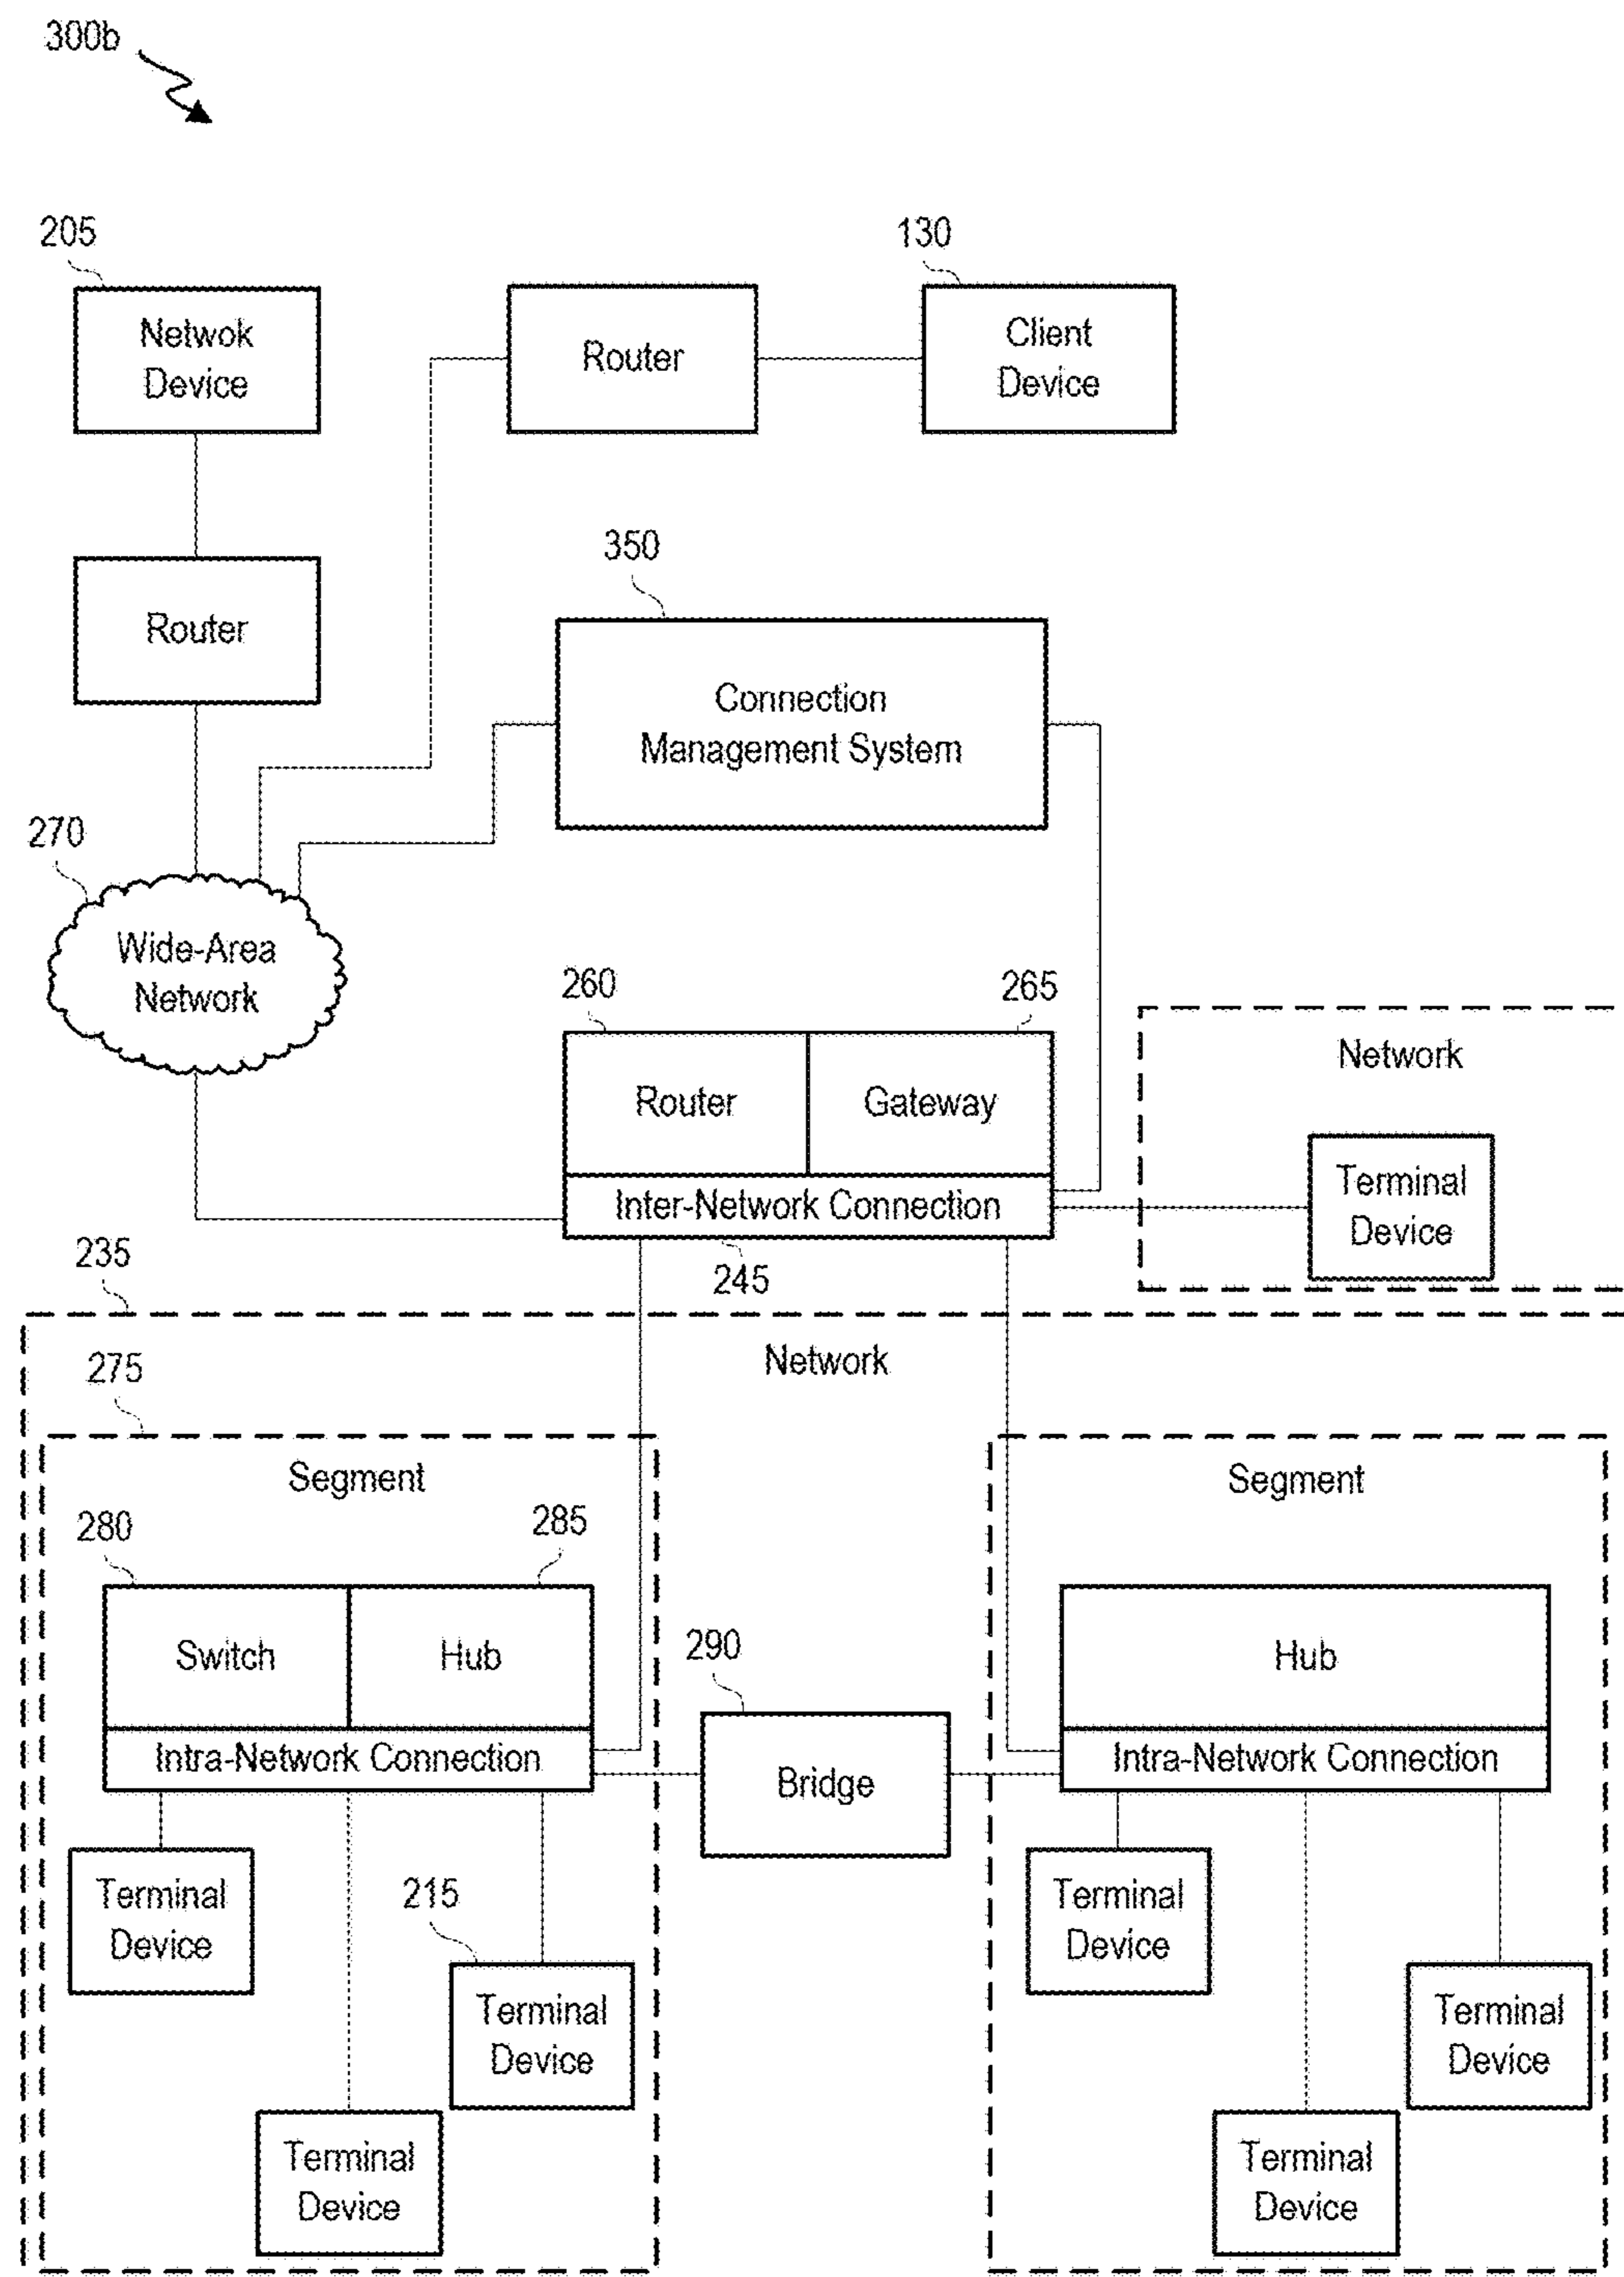 300b
205
130
Netwok
Device
Router
Client
Device
350
Router
Connection
Management System
270
Wide-Area
Network
260
265
Router
Gateway
Network
Inter-Network Connection
Terminal
Device
245
235
Network
275
Segment
Segment
280
285
Switch
Hub
290
Hub
Intra-Network Connection
Bridge
Intra-Network Connection
Terminal
Device
215
Terminal
Device
Terminal
Device
Terminal
Device
Terminal
Device
Terminal
Device